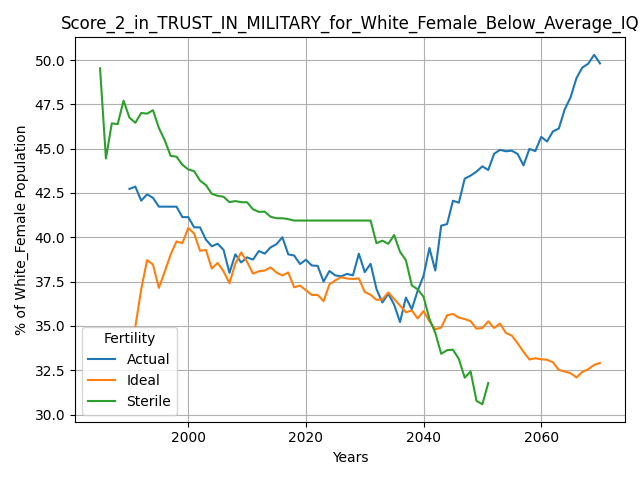 Score_2_in_TRUST_IN_MILITARY_for_White_Female_Below_Average_IQ
% of White_Female Population
50.0
47.5
45.0
42.5
40.0
37.5
35.0
32.5
30.0
Fertility
Actual
Ideal
Sterile
2000
2020
2040
2060
Years